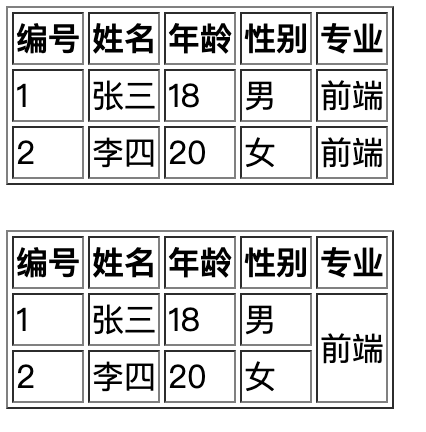 编号 姓名 年龄 性别 专业
1 张三 18 男 前端
2 李四 20 女 前端
编号 姓名 年龄 性别 专业
1 张三 18 男 前端
2 李四 20 女